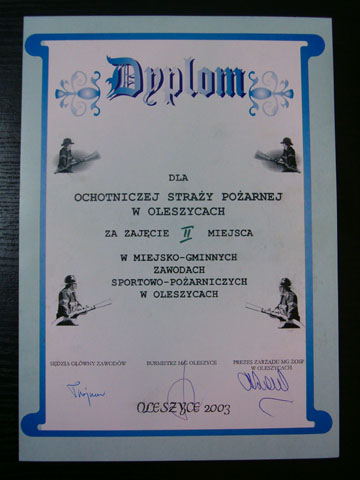 Dyplom
DLA
OCHOTNICZEJ STRAŻY POŻARNEJ
W OLESZYCACH
ZA ZAJĘCIE II MIEJSCA
W MIEJSKO-GMINNYCH
ZAWODACH
SPORTOWO-POŻARNICZYCH
W OLESZYCACH
SĘDZIA GŁÓWNY ZAWODÓW
BURMISTRZ MiG OLESZYCE
PREZES ZARZĄDU MG ZOSP
W OLESZYCACH
OLESZYCE 2003